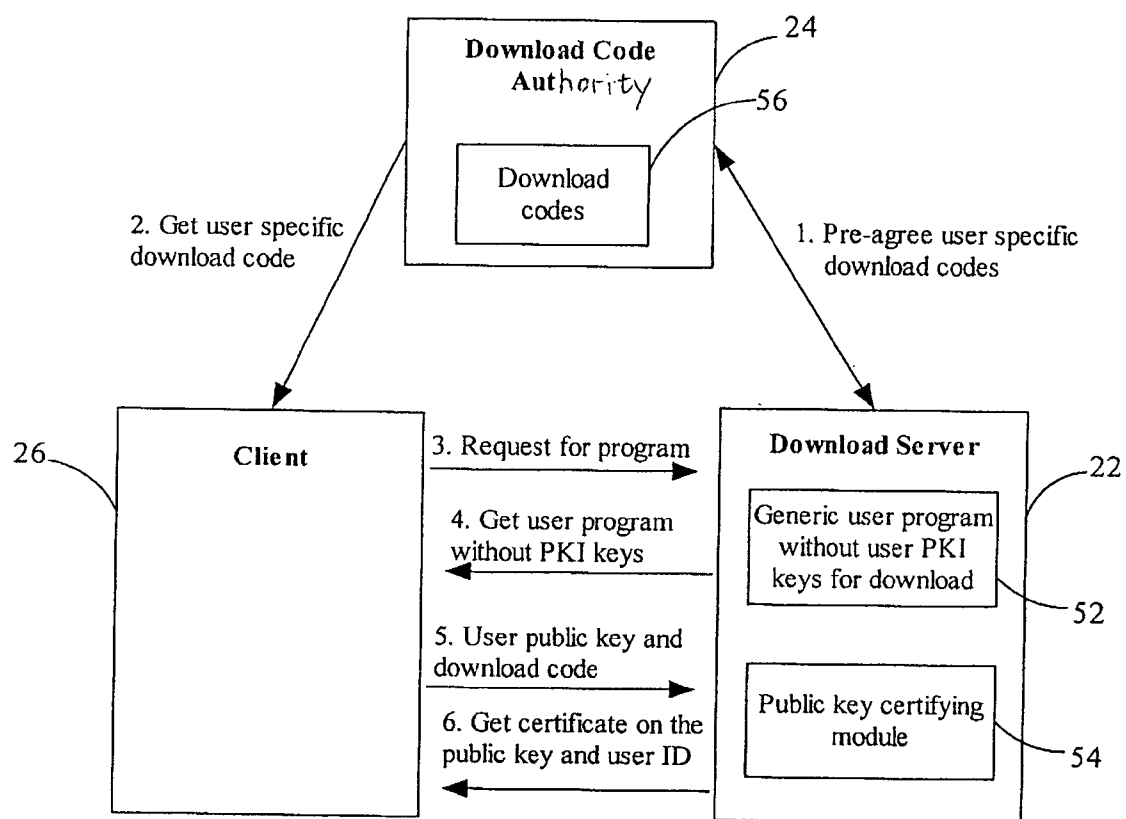 Download Code
Authority
24
56
Download
codes
2. Get user specific
download code
1. Pre-agree user specific
download codes
26
Client
3. Request for program
4. Get user program
without PKI keys
5. User public key and
download code
6. Get certificate on the
public key and user ID
Download Server
22
Generic user program
without user PKI
keys for download
52
Public key certifying
module
54